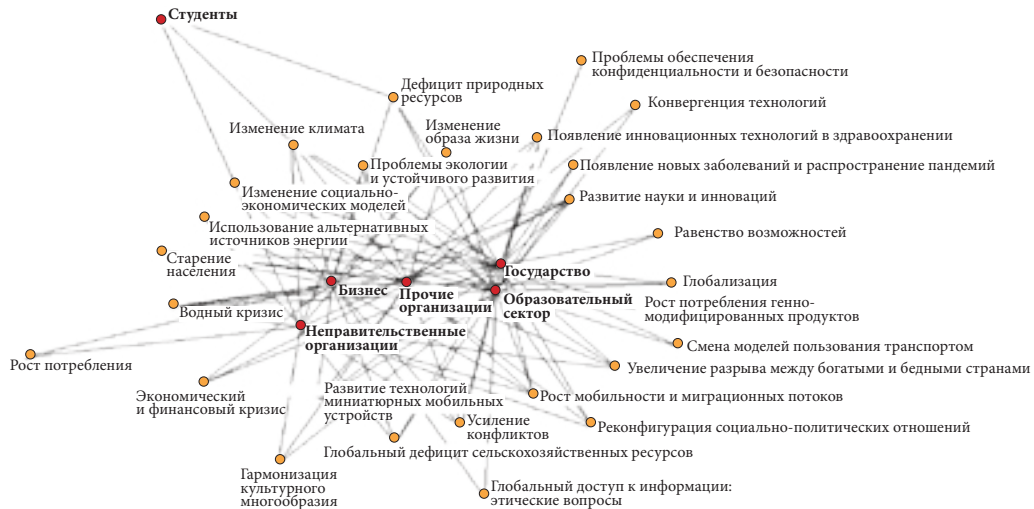 Студенты
Проблемы обеспечения
конфиденциальности и безопасности
Дефицит природных
ресурсов
Конвергенция технологий
Изменение климата
Изменение
образа жизни
Появление инновационных технологий в здравоохранении
Проблемы экологии
и устойчивого развития
Появление новых заболеваний и распространение пандемий
Изменение социально-
экономических моделей
Развитие науки и инноваций
Использование альтернативных
источников энергии
Равенство возможностей
Старение
населения
Государство
Глобализация
Бизнес
Прочие
организации
Образовательный
сектор
Рост потребления генно-
модифицированных продуктов
Водный кризис
Неправительственные
организации
Смена моделей пользования транспортом
Рост потребления
Увеличение разрыва между богатыми и бедными странами
Экономический
и финансовый кризис
Развитие технологий
миниатюрных мобильных
устройств
Рост мобильности и миграционных потоков
Усиление
конфликтов
Реконфигурация социально-политических отношений
Глобальный дефицит сельскохозяйственных ресурсов
Гармонизация
культурного
многообразия
Глобальный доступ к информации:
этические вопросы